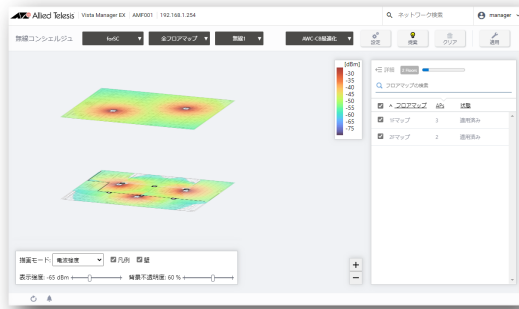 Allied Telesis Vista Manager EX AMF001 192.168.1.254 ネットワーク検索 manager
無線コンシェルジュ forSC 全フロアマップ 無線1 AWC-CB最適化 設定 提案 クリア 適用
[dBm]
-30
-35
-40
-45
-50
-55
-60
-65
-75
詳細
フロアマップの検索
フロアマップ APs 状態
1Fマップ 3 適用済み
2Fマップ 2 適用済み
描画モード: 電波強度 凡例 壁
表示強度: -65 dBm 背景不透明度: 60 %